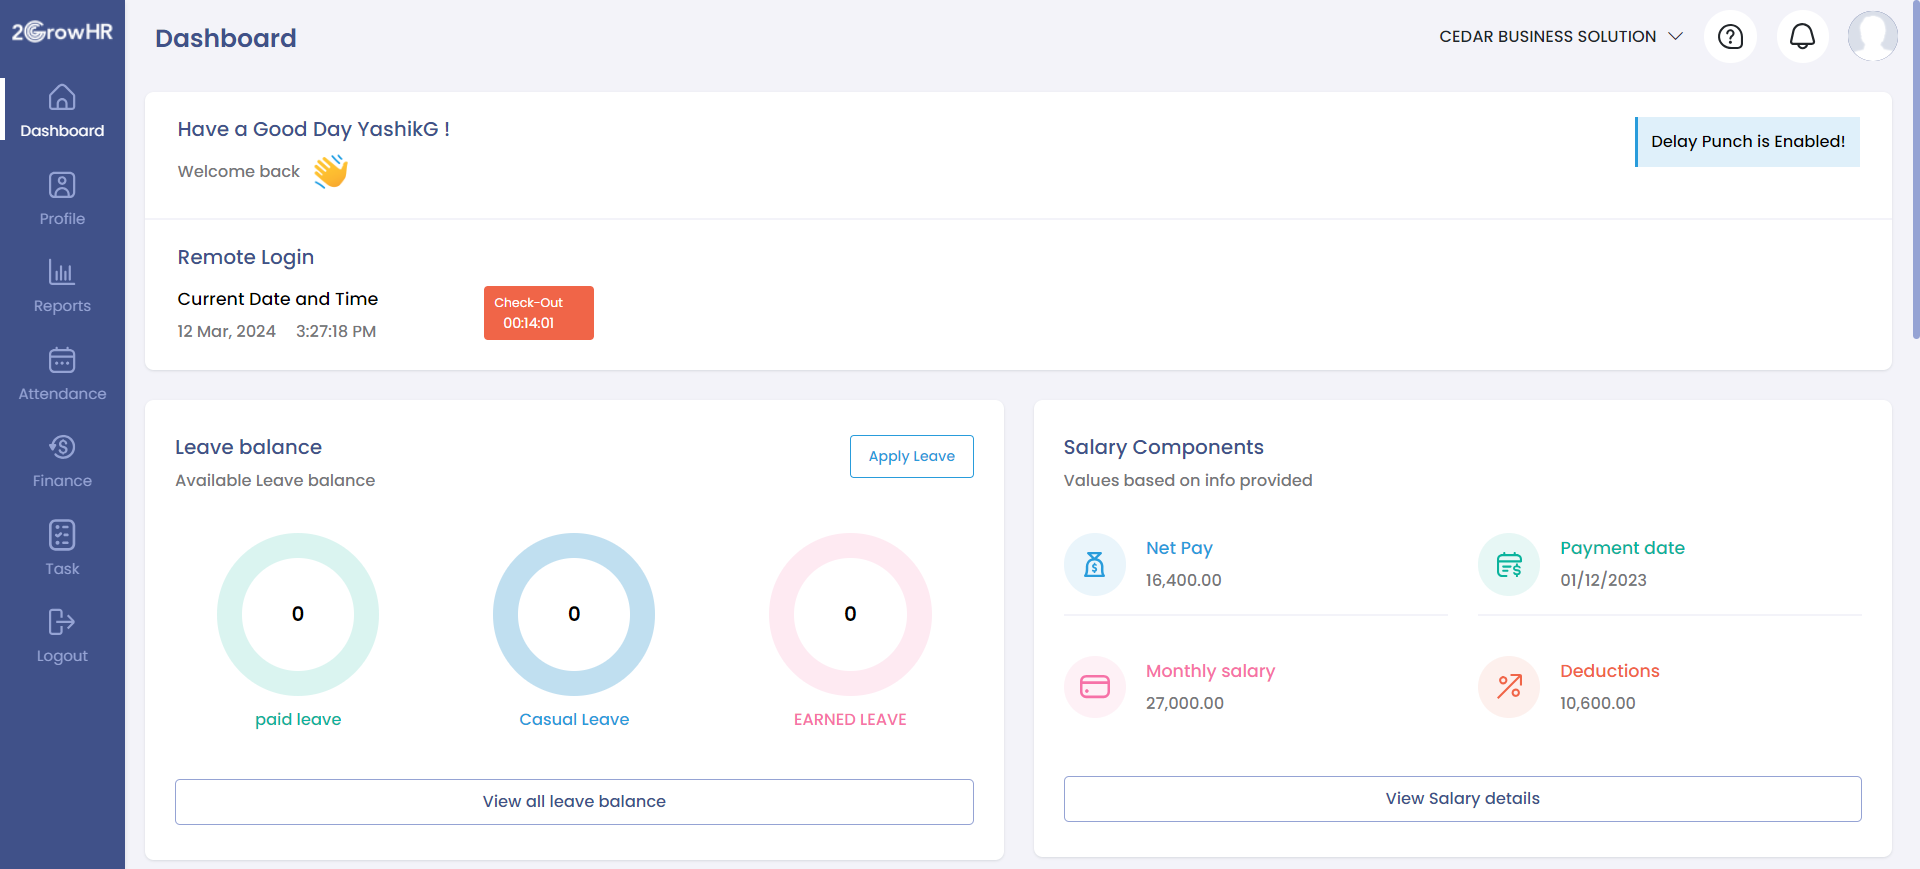 2GrowHR
Dashboard
Profile
Reports
Attendance
Finance
Task
Logout
Dashboard
CEDAR BUSINESS SOLUTION
Have a Good Day YashikG !
Welcome back
Delay Punch is Enabled!
Remote Login
Current Date and Time
12 Mar, 2024 3:27:18 PM
Check-Out
00:14:01
Leave balance
Available Leave balance
Apply Leave
0 0 0
paid leave Casual Leave EARNED LEAVE
View all leave balance
Salary Components
Values based on info provided
Net Pay
16,400.00
Payment date
01/12/2023
Monthly salary
27,000.00
Deductions
10,600.00
View Salary details